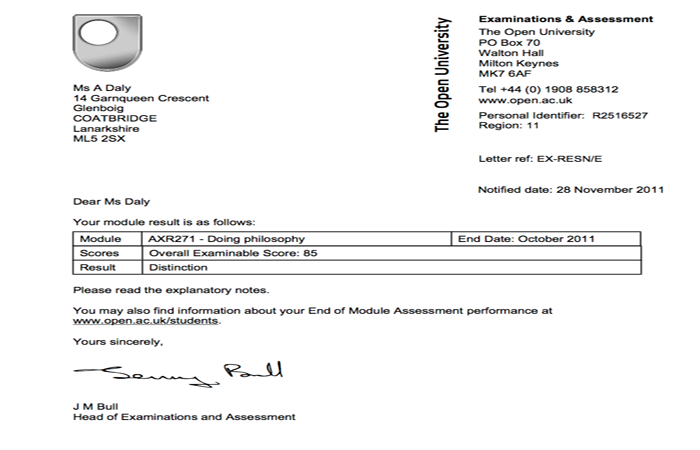 The Open University
Examinations & Assessment
The Open University
PO Box 70
Walton Hall
Milton Keynes
MK7 6AF
Tel +44 (0) 1908 858312
www.open.ac.uk
Personal Identifier: R2516527
Region: 11
Letter ref: EX-RESN/E
Notified date: 28 November 2011
Ms A Daly
14 Garnqueen Crescent
Glenboig
COATBRIDGE
Lanarkshire
ML5 2SX
Dear Ms Daly
Your module result is as follows:
Module AXR271 - Doing philosophy End Date: October 2011
Scores Overall Examinable Score: 85
Result Distinction
Please read the explanatory notes.
You may also find information about your End of Module Assessment performance at
www.open.ac.uk/students.
Yours sincerely,
Bull
J M Bull
Head of Examinations and Assessment